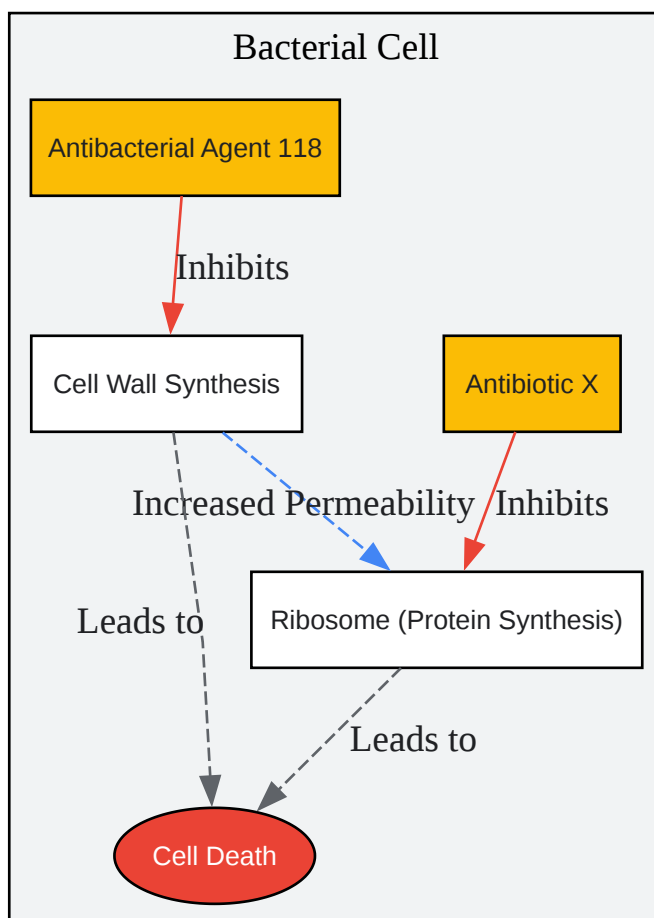 Bacterial Cell
Antibacterial Agent 118
Inhibits
Cell Wall Synthesis
Antibiotic X
Increased Permeability
Inhibits
Leads to
Ribosome (Protein Synthesis)
Leads to
Cell Death